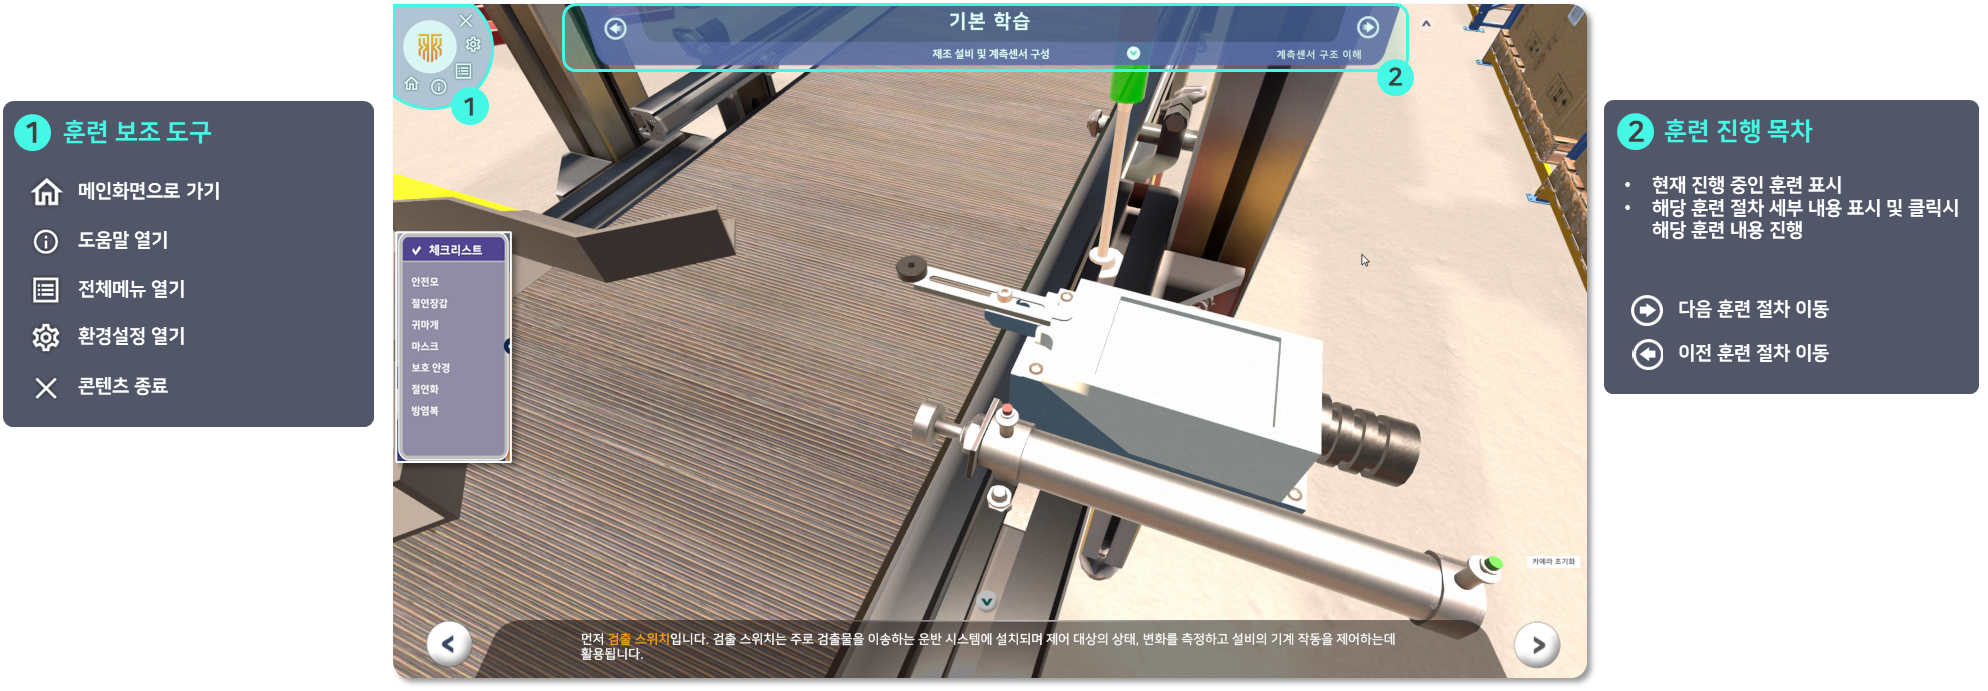 1 훈련 보조 도구
메인화면으로 가기
도움말 열기
전체메뉴 열기
환경설정 열기
콘텐츠 종료
1
기본 학습
제조 설비 및 계측센서 구성
계측센서 구조 이해
2
체크리스트
안전모
절연장갑
귀마개
마스크
보호 안경
절연화
방염복
카메라 초기화
먼저 검출 스위치입니다. 검출 스위치는 주로 검출물을 이송하는 운반 시스템에 설치되며 제어 대상의 상태, 변화를 측정하고 설비의 기계 작동을 제어하는데
활용됩니다.
2 훈련 진행 목차
• 현재 진행 중인 훈련 표시
• 해당 훈련 절차 세부 내용 표시 및 클릭시
해당 훈련 내용 진행
다음 훈련 절차 이동
이전 훈련 절차 이동